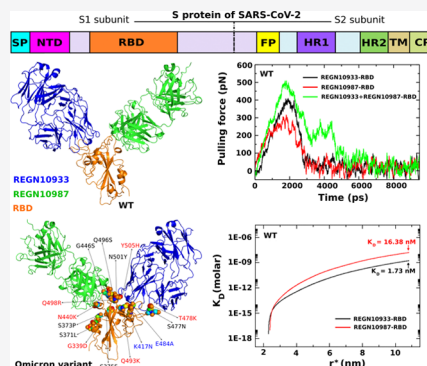 S protein of SARS-CoV-2
S1 subunit
S2 subunit
SP
NTD
RBD
FP
HR1
HR2
TM
REGN10933
REGN10987
RBD
WT
WT
REGN10933-RBD
REGN10987-RBD
REGN10933+REGN10987-RBD
Pulling force (pN)
600
500
400
300
200
100
0
0 2000 4000 6000 8000
Time (ps)
Q496S
G446S
Y505H
N501Y
Q498R
N440K
S373P
S371L
G339D
T478K
S477N
E484A
K417N
Q493K
Omicron variant
WT
K_D = 16.38 nM
K_D = 1.73 nM
REGN10933-RBD
REGN10987-RBD
K_D(molar)
1E-06
1E-09
1E-12
1E-15
1E-18
2 4 6 8 10
r*(nm)